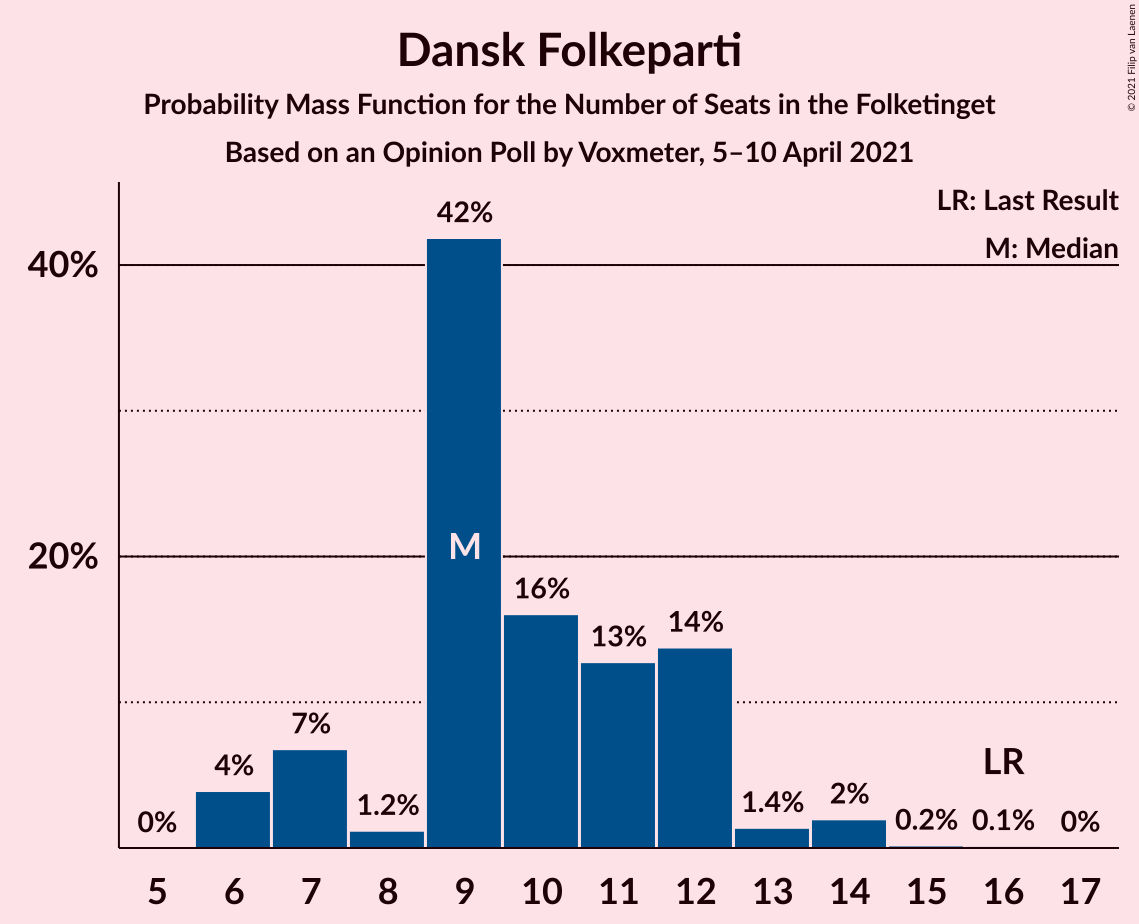 Dansk Folkeparti
Probability Mass Function for the Number of Seats in the Folketinget
Based on an Opinion Poll by Voxmeter, 5–10 April 2021
© 2021 Filip van Laenen
LR: Last Result
M: Median
40%
20%
0%
4%
7%
1.2%
42%
M
16%
13%
14%
1.4%
2%
0.2%
0.1%
LR
0%
5 6 7 8 9 10 11 12 13 14 15 16 17